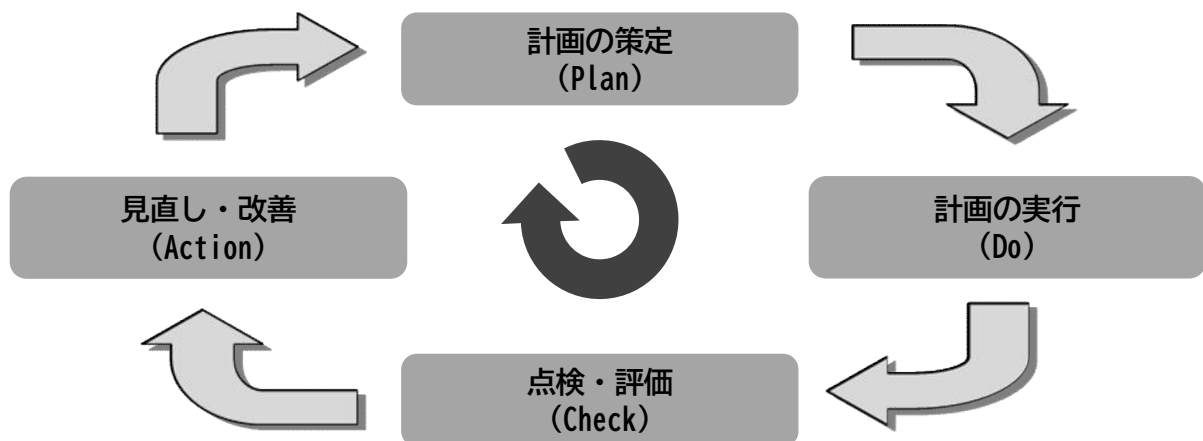 計画の策定
(Plan)
見直し・改善
(Action)
計画の実行
(Do)
点検・評価
(Check)